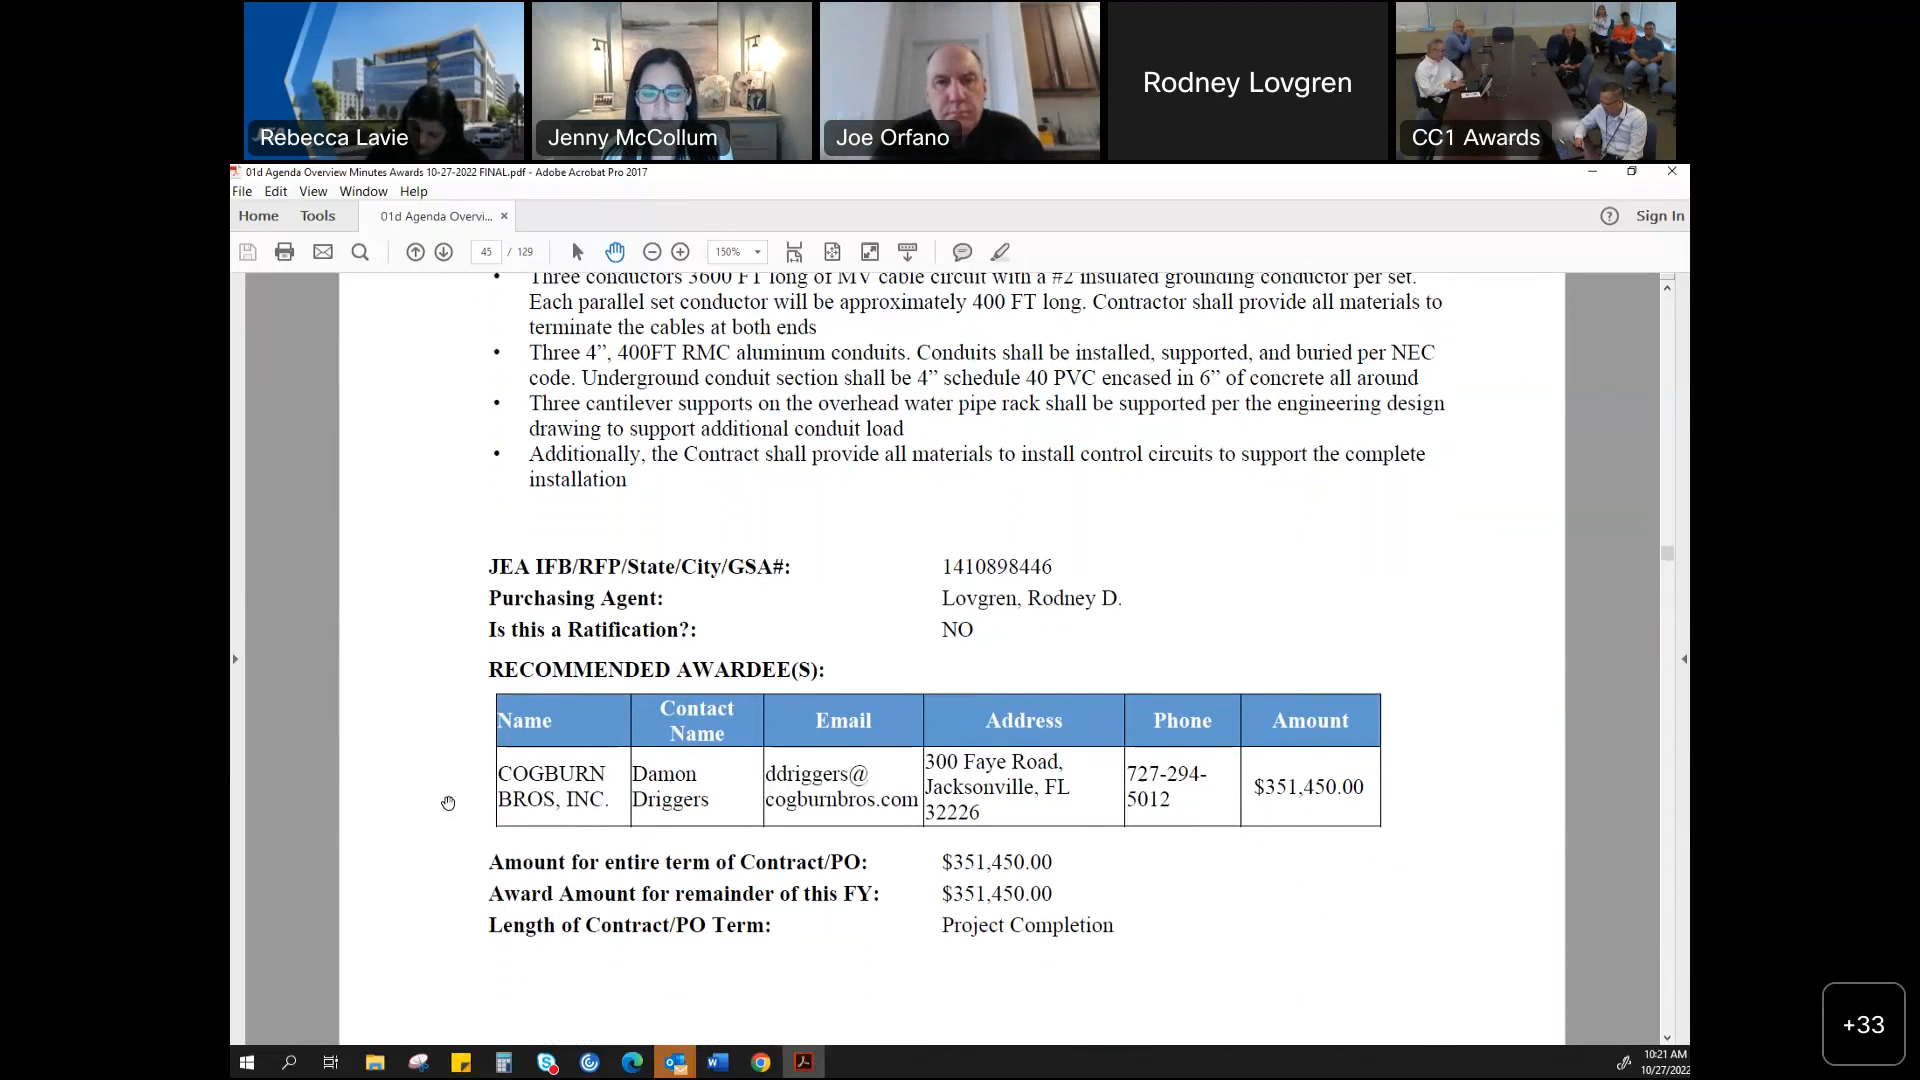 Rebecca Lavie
Jenny McCollum
Joe Orfano
Rodney Lovgren
CC1 Awards
01d Agenda Overview Minutes Awards 10-27-2022 FINAL.pdf - Adobe Acrobat Pro 2017
File Edit View Window Help
Home Tools 01d Agenda Overvi... × Sign In
45 / 129 150%
• Three conductors 3600 FT long of MV cable circuit with a #2 insulated grounding conductor per set.
Each parallel set conductor will be approximately 400 FT long. Contractor shall provide all materials to
terminate the cables at both ends
• Three 4”, 400FT RMC aluminum conduits. Conduits shall be installed, supported, and buried per NEC
code. Underground conduit section shall be 4” schedule 40 PVC encased in 6” of concrete all around
• Three cantilever supports on the overhead water pipe rack shall be supported per the engineering design
drawing to support additional conduit load
• Additionally, the Contract shall provide all materials to install control circuits to support the complete
installation
JEA IFB/RFP/State/City/GSA#: 1410898446
Purchasing Agent: Lovgren, Rodney D.
Is this a Ratification?: NO
RECOMMENDED AWARDEE(S):
Name Contact Name Email Address Phone Amount
COGBURN BROS, INC. Damon Driggers ddriggers@ cogburnbros.com 300 Faye Road, Jacksonville, FL 32226 727-294-5012 $351,450.00
Amount for entire term of Contract/PO: $351,450.00
Award Amount for remainder of this FY: $351,450.00
Length of Contract/PO Term: Project Completion
+33
10:21 AM
10/27/2022